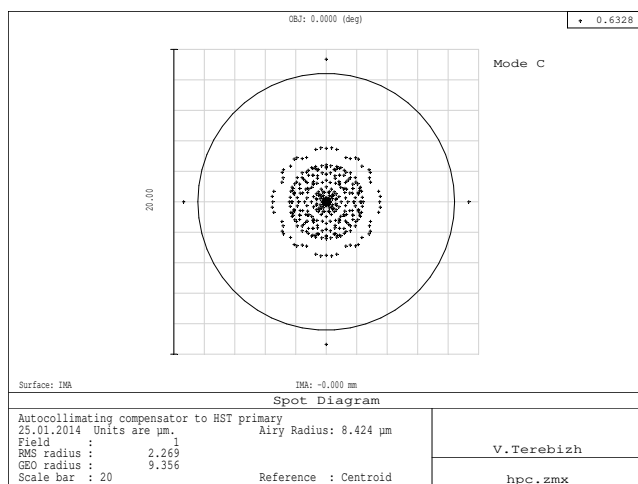 OBJ: 0.0000 (deg)
+ 0.6328
Mode C
20.00
Surface: IMA
IMA: -0.000 mm
Spot Diagram
Autocollimating compensator to HST primary
25.01.2014 Units are µm. Airy Radius: 8.424 µm
Field : 1
RMS radius : 2.269
GEO radius : 9.356
Scale bar : 20 Reference : Centroid
V.Terebizh
hpc.zmx